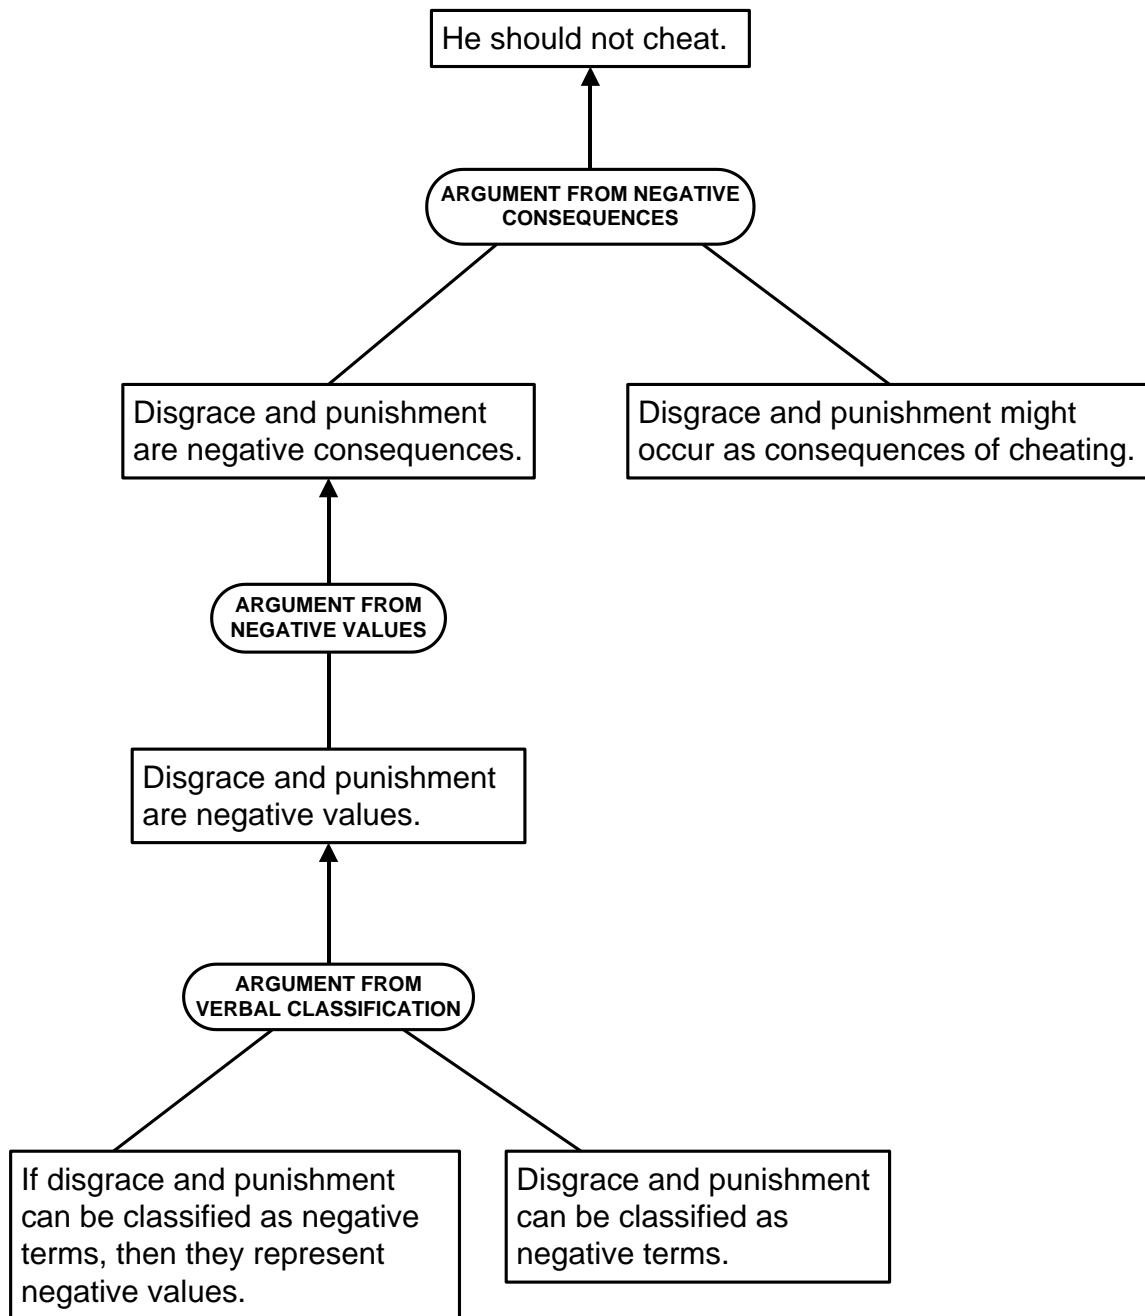 He should not cheat.
ARGUMENT FROM NEGATIVE
CONSEQUENCES
Disgrace and punishment
are negative consequences.
Disgrace and punishment might
occur as consequences of cheating.
ARGUMENT FROM
NEGATIVE VALUES
Disgrace and punishment
are negative values.
ARGUMENT FROM
VERBAL CLASSIFICATION
If disgrace and punishment
can be classified as negative
terms, then they represent
negative values.
Disgrace and punishment
can be classified as
negative terms.